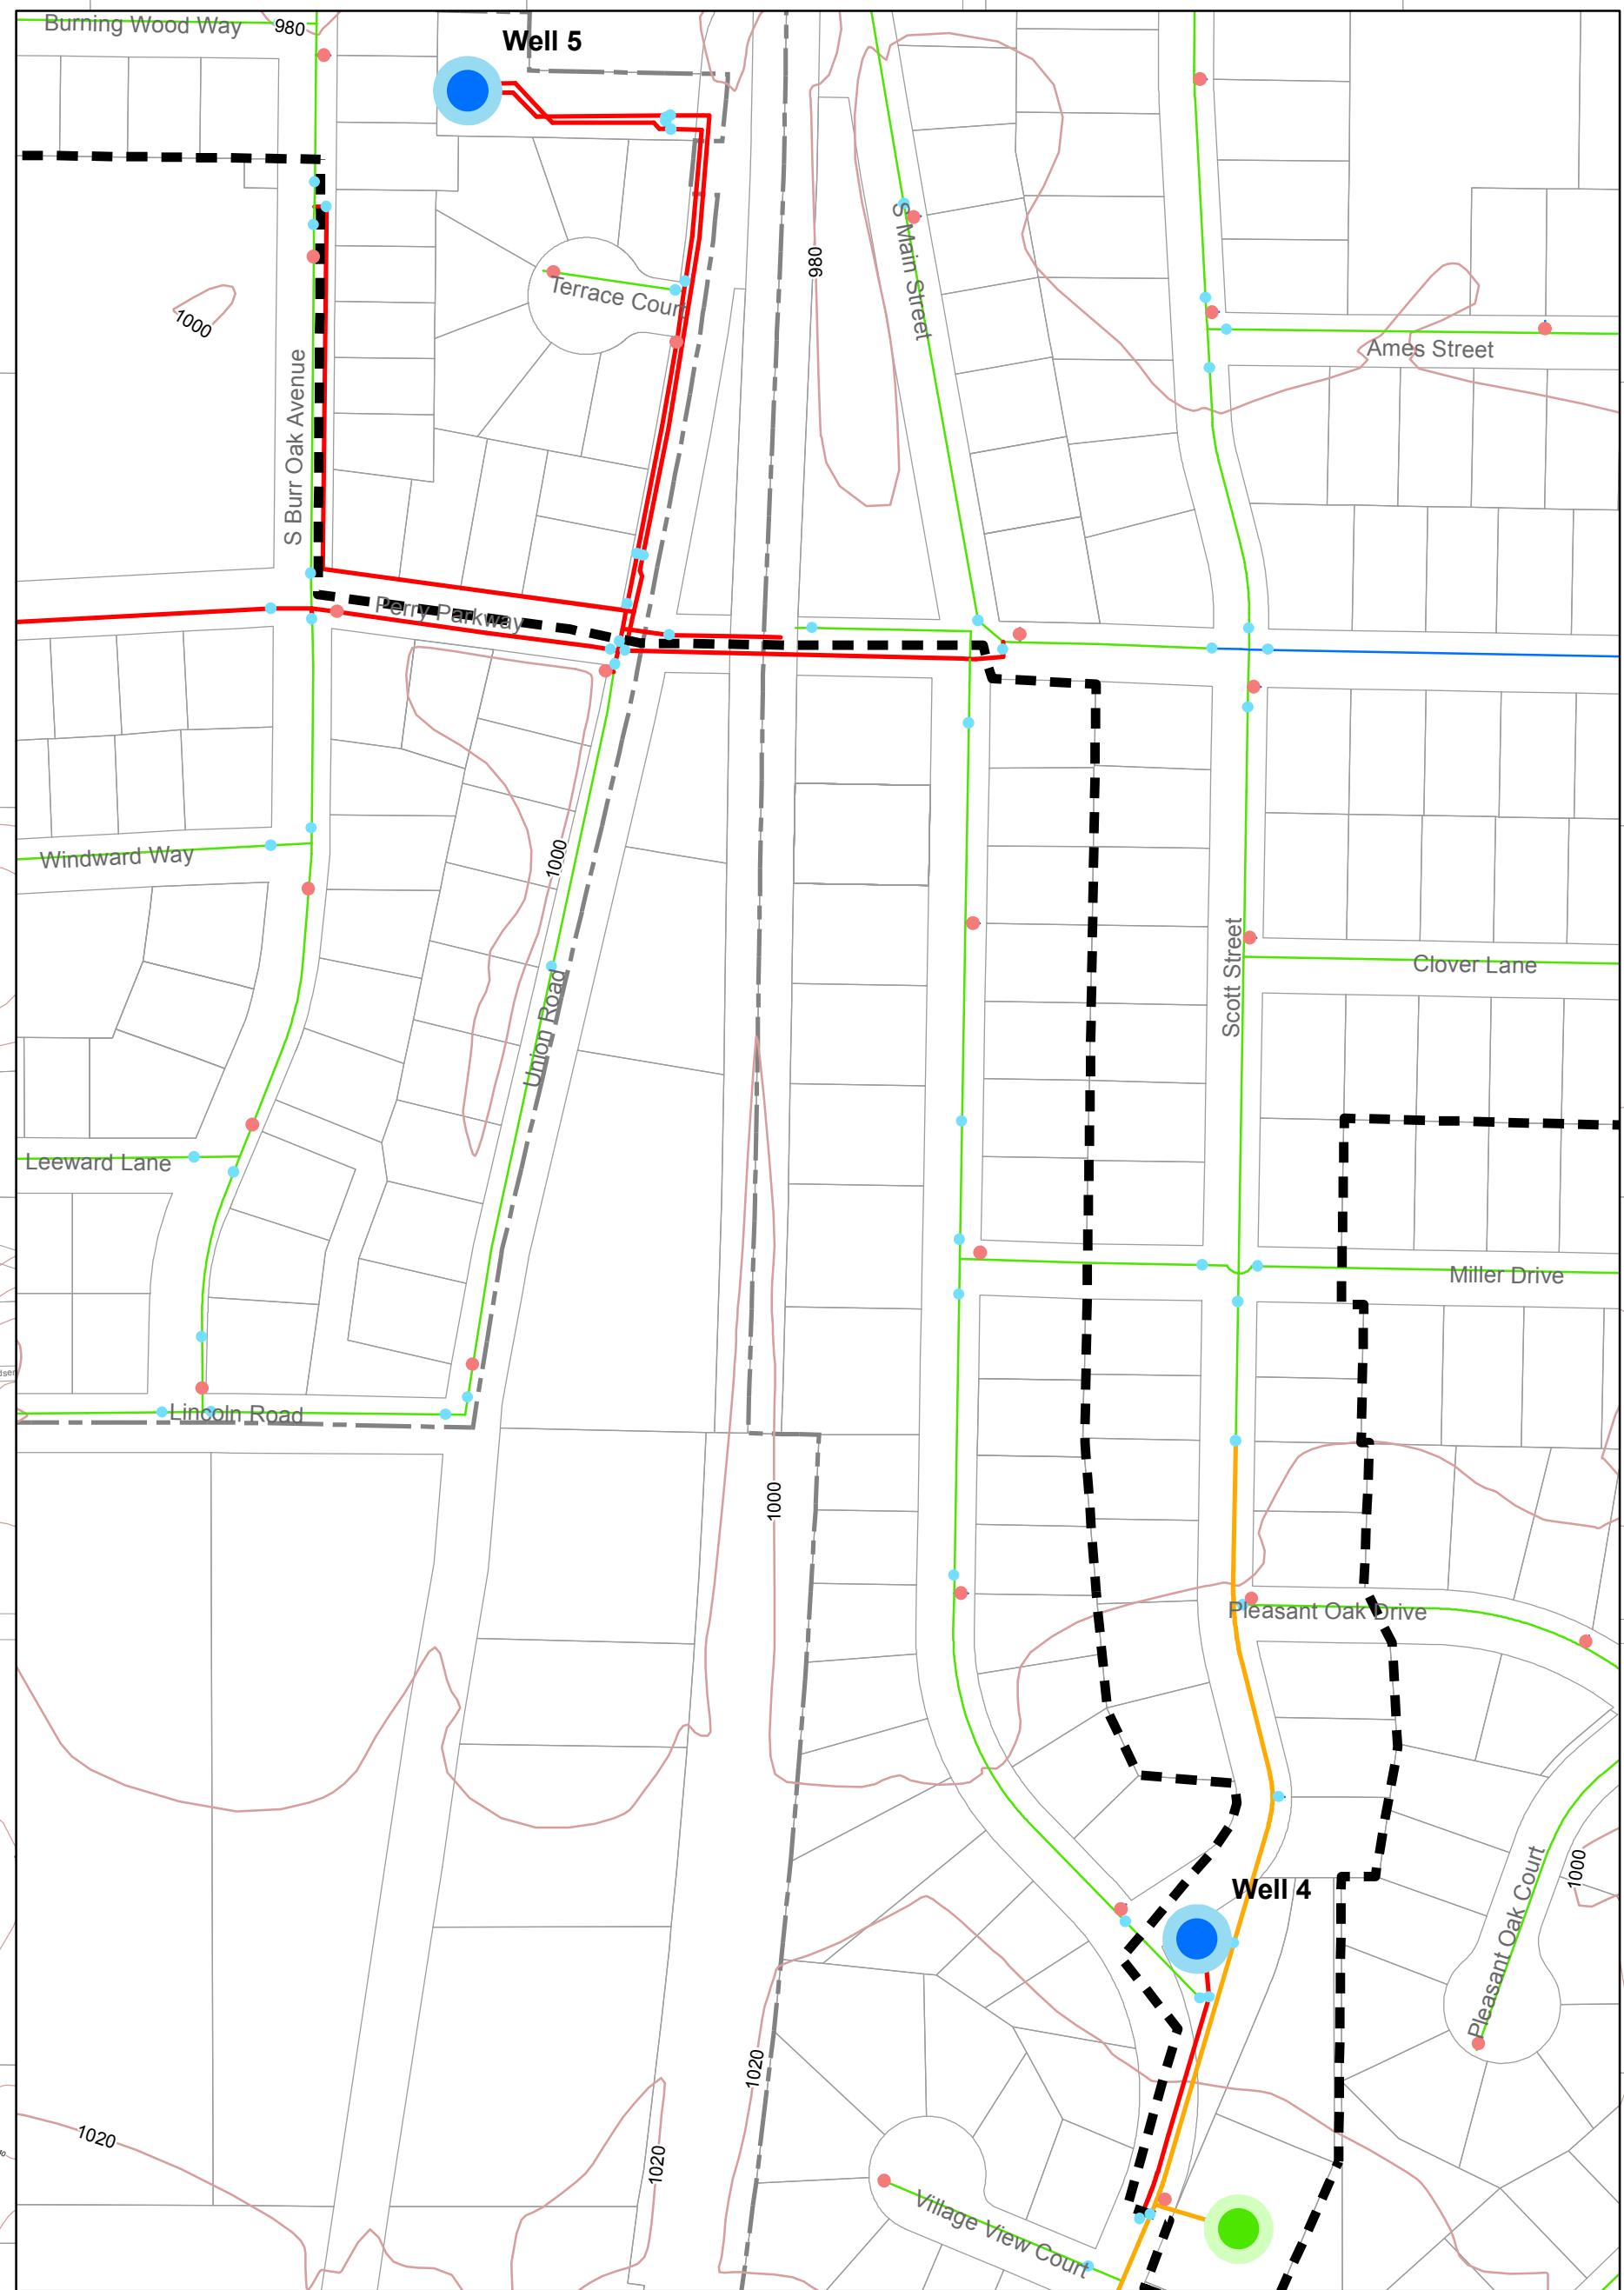 Burning Wood Way
980
Well 5
S Main Street
980
Terrace Court
1000
Ames Street
S Burr Oak Avenue
Perry Parkway
Windward Way
1000
Scott Street
Clover Lane
Union Road
Leeward Lane
Miller Drive
Lincoln Road
1000
Pleasant Oak Drive
Well 4
1000
Pleasant Oak Court
1020
1020
1020
Village View Court